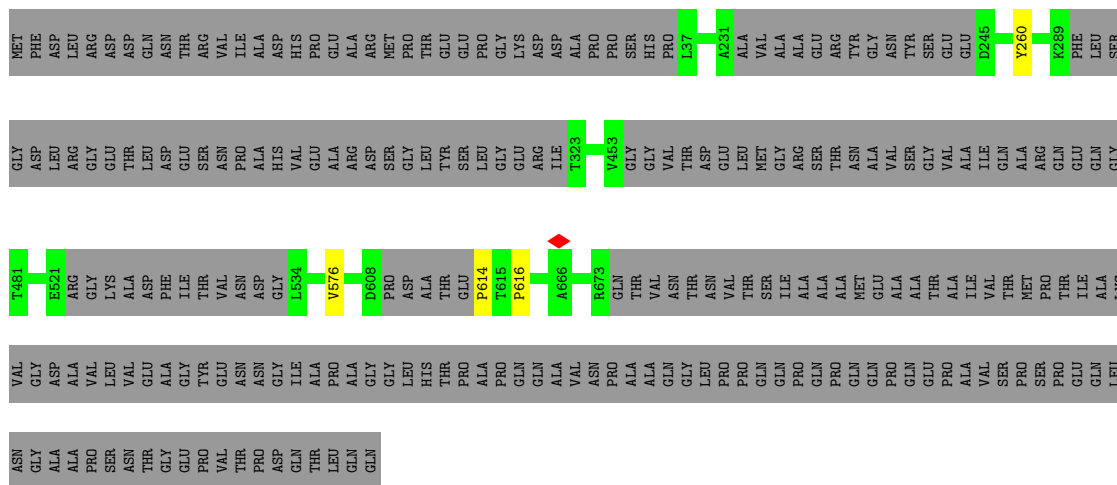 MET PHE ASP LEU ARG ASP ASP GLN ASN THR ARG VAL ILE ALA ASP HIS PRO GLU ALA ARG MET PRO THR GLU GLU PRO GLY LYS ASP ASP ALA PRO PRO SER HIS PRO L37 A231 ALA VAL ALA ALA GLU ARG TYR GLY ASN TYR SER GLU GLU D245 Y260 K289 PHE LEU SER
GLY ASP LEU ARG GLY GLU THR LEU ASP GLU SER ASN PRO ALA HIS VAL GLU ALA ARG ASP SER GLY LEU TYR SER LEU GLY GLU ARG ILE T323 V453 GLY GLY VAL THR ASP GLU LEU MET GLY ARG SER THR ASN ALA VAL SER GLY VAL ALA ILE GLN ALA ARG GLN GLU GLN GLY
T481 E521 ARG GLY LYS ALA ASP PHE ILE THR VAL ASN ASP GLY L534 V576 D608 PRO ASP ALA THR GLU P614 T615 P616 A666 R673 GLN THR VAL ASN THR ASN VAL THR SER ILE ALA ALA ALA MET GLU ALA ALA THR ALA ILE VAL THR MET PRO THR ILE ALA
VAL GLY ASP ALA VAL LEU VAL GLU ALA GLY TYR GLU ASN ASN GLY ILE ALA PRO ALA GLY GLY LEU HIS THR PRO ALA PRO GLN GLN ALA VAL ASN PRO ALA ALA GLN GLY LEU PRO PRO GLN GLN PRO GLN PRO GLN GLN PRO GLN GLU PRO ALA VAL SER PRO SER PRO GLU GLN LEU
ASN GLY ALA ALA PRO SER ASN THR GLY GLU PRO VAL THR PRO ASP GLN THR LEU GLN GLN